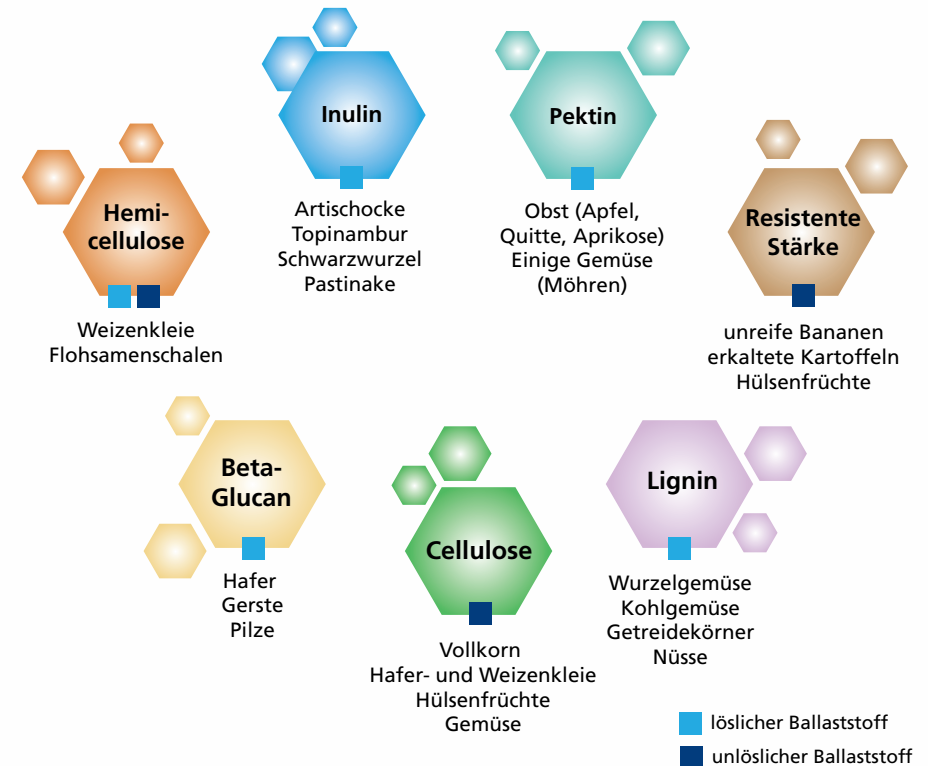 Inulin
Artischocke
Topinambur
Schwarzwurzel
Pastinake
Pektin
Obst (Apfel,
Quitte, Aprikose)
Einige Gemüse
(Möhren)
Hemi-
cellulose
Weizenkleie
Flohsamenschalen
Resistente
Stärke
unreife Bananen
erkaltete Kartoffeln
Hülsenfrüchte
Beta-
Glucan
Hafer
Gerste
Pilze
Cellulose
Vollkorn
Hafer- und Weizenkleie
Hülsenfrüchte
Gemüse
Lignin
Wurzelgemüse
Kohlgemüse
Getreidekörner
Nüsse
löslicher Ballaststoff
unlöslicher Ballaststoff